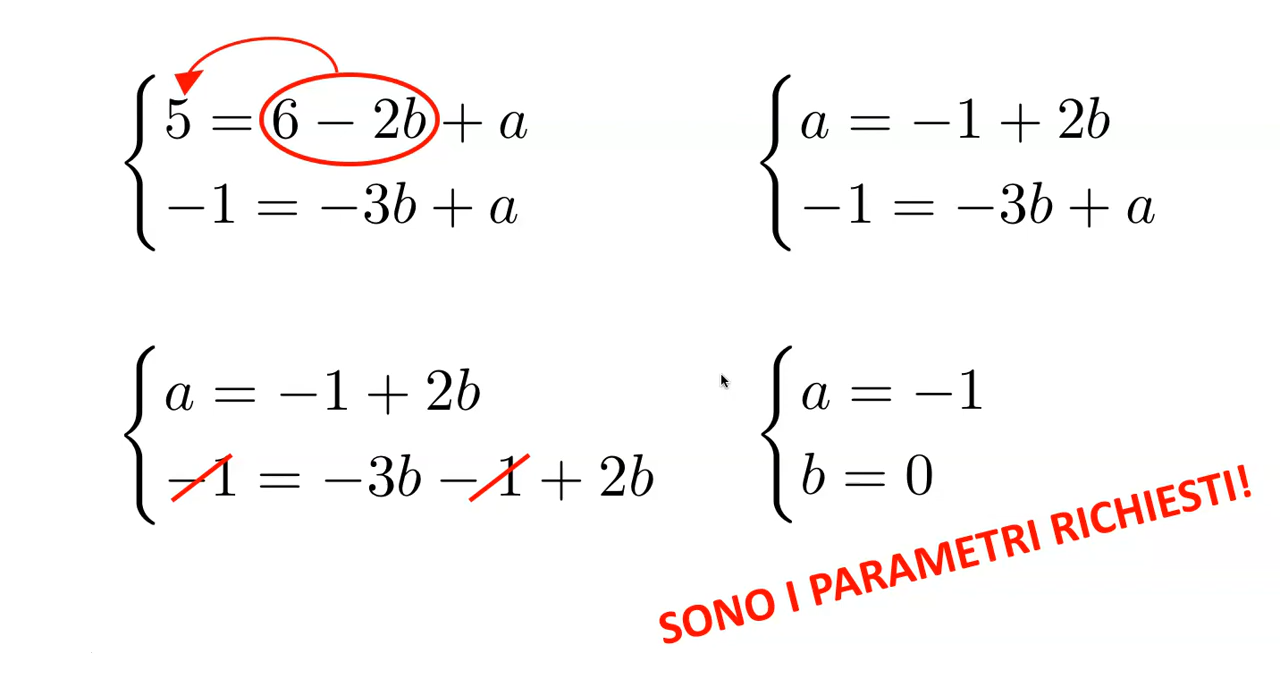 5 = 6 − 2b + a
−1 = −3b + a
a = −1 + 2b
−1 = −3b + a
a = −1 + 2b
−1 = −3b − 1 + 2b
a = −1
b = 0
SONO I PARAMETRI RICHIESTI!